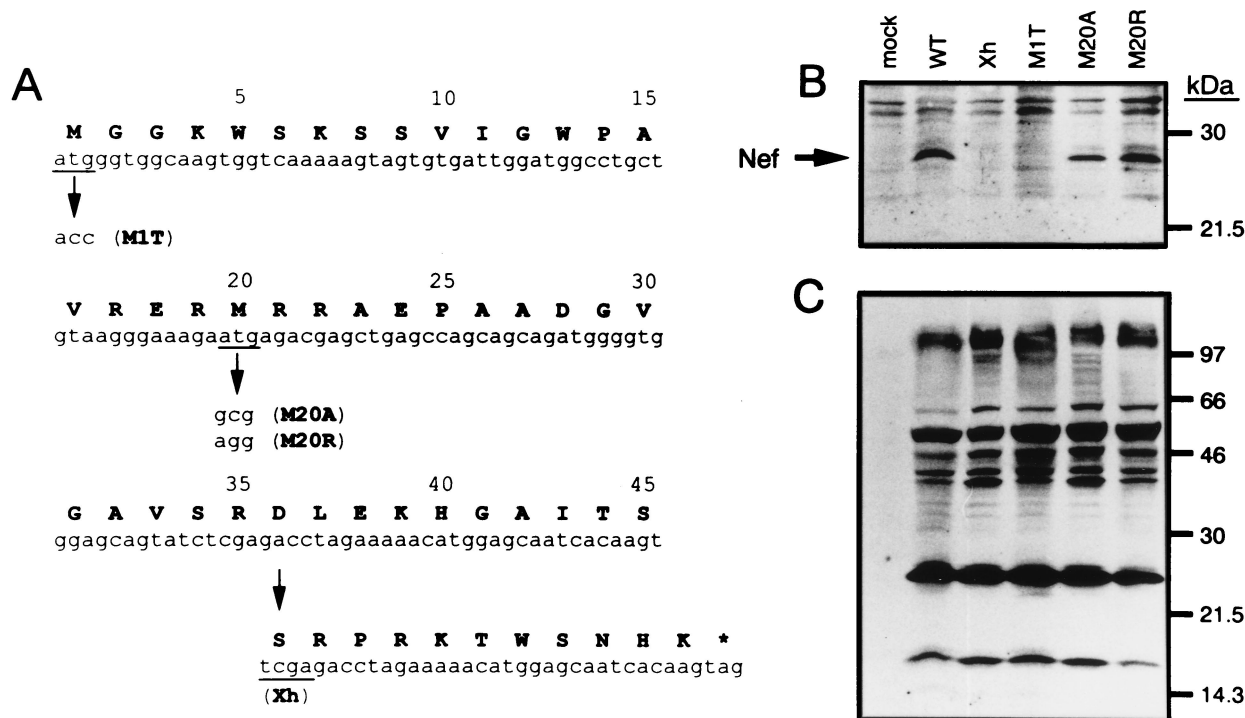 A
5 10 15
M G G K W S K S S V I G W P A
atgggtggcaagtggtcaaaaagtagtgtgattggatggcctgct
acc (M1T)
20 25 30
V R E R M R R A E P A A D G V
gtaagggaaagaatgagacgagctgagccagcagcagatggggtg
gcg (M20A)
agg (M20R)
35 40 45
G A V S R D L E K H G A I T S
ggagcagtatctcgagacctagaaaaacatggagcaatcacaagt
S R P R K T W S N H K *
tcgagacctagaaaaacatggagcaatcacaagtag
(Xh)
B
mock WT Xh M1T M20A M20R
kDa
30
Nef
21.5
C
97
66
46
30
21.5
14.3